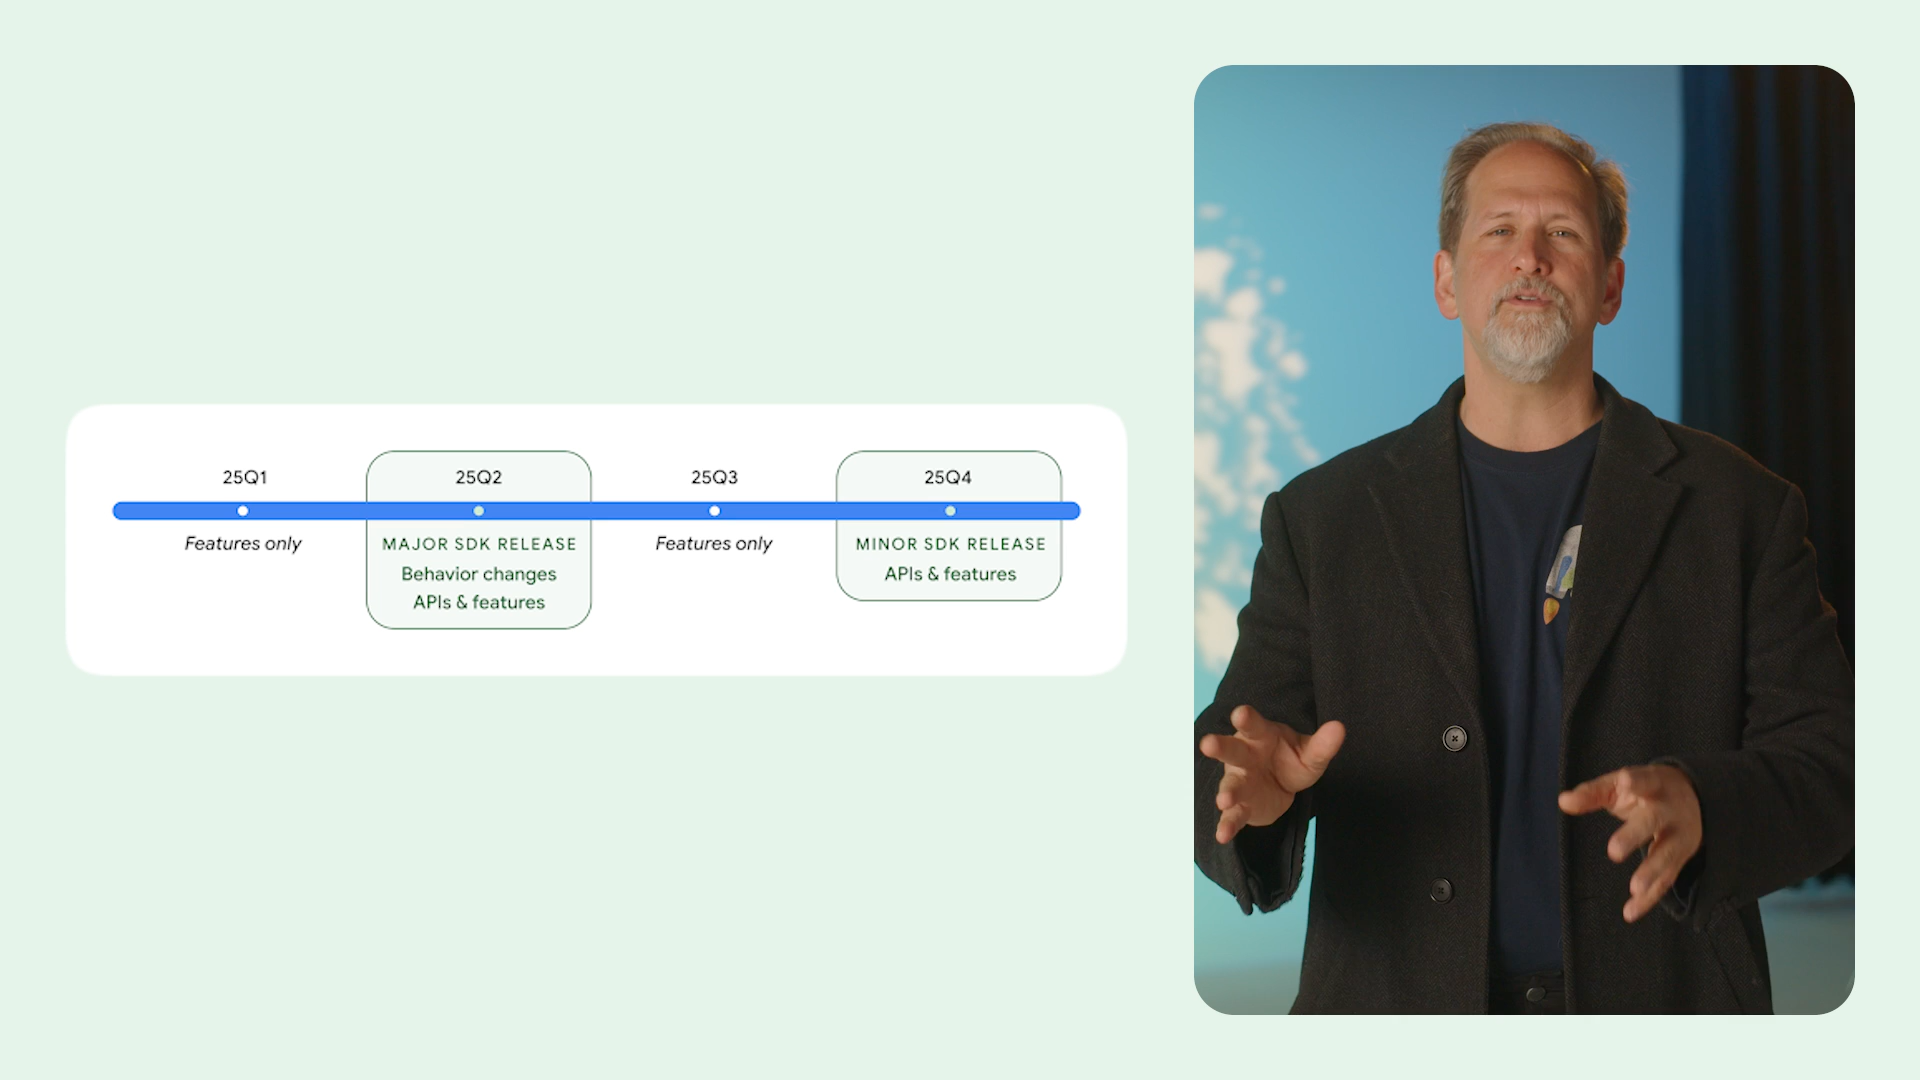 25Q1
Features only
25Q2
MAJOR SDK RELEASE
Behavior changes
APIs & features
25Q3
Features only
25Q4
MINOR SDK RELEASE
APIs & features